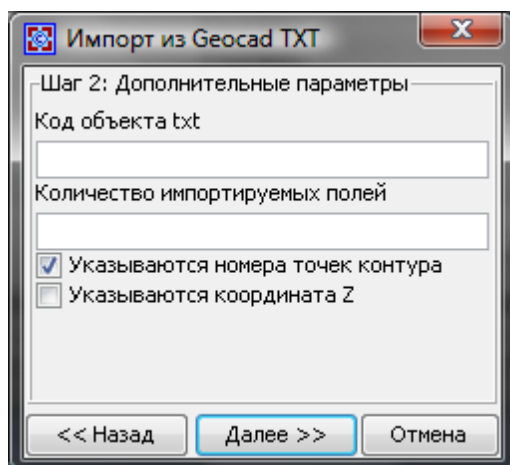 Импорт из Geocad TXT
Шаг 2: Дополнительные параметры
Код объекта txt
Количество импортируемых полей
Указываются номера точек контура
Указываются координата Z
<< Назад
Далее >>
Отмена